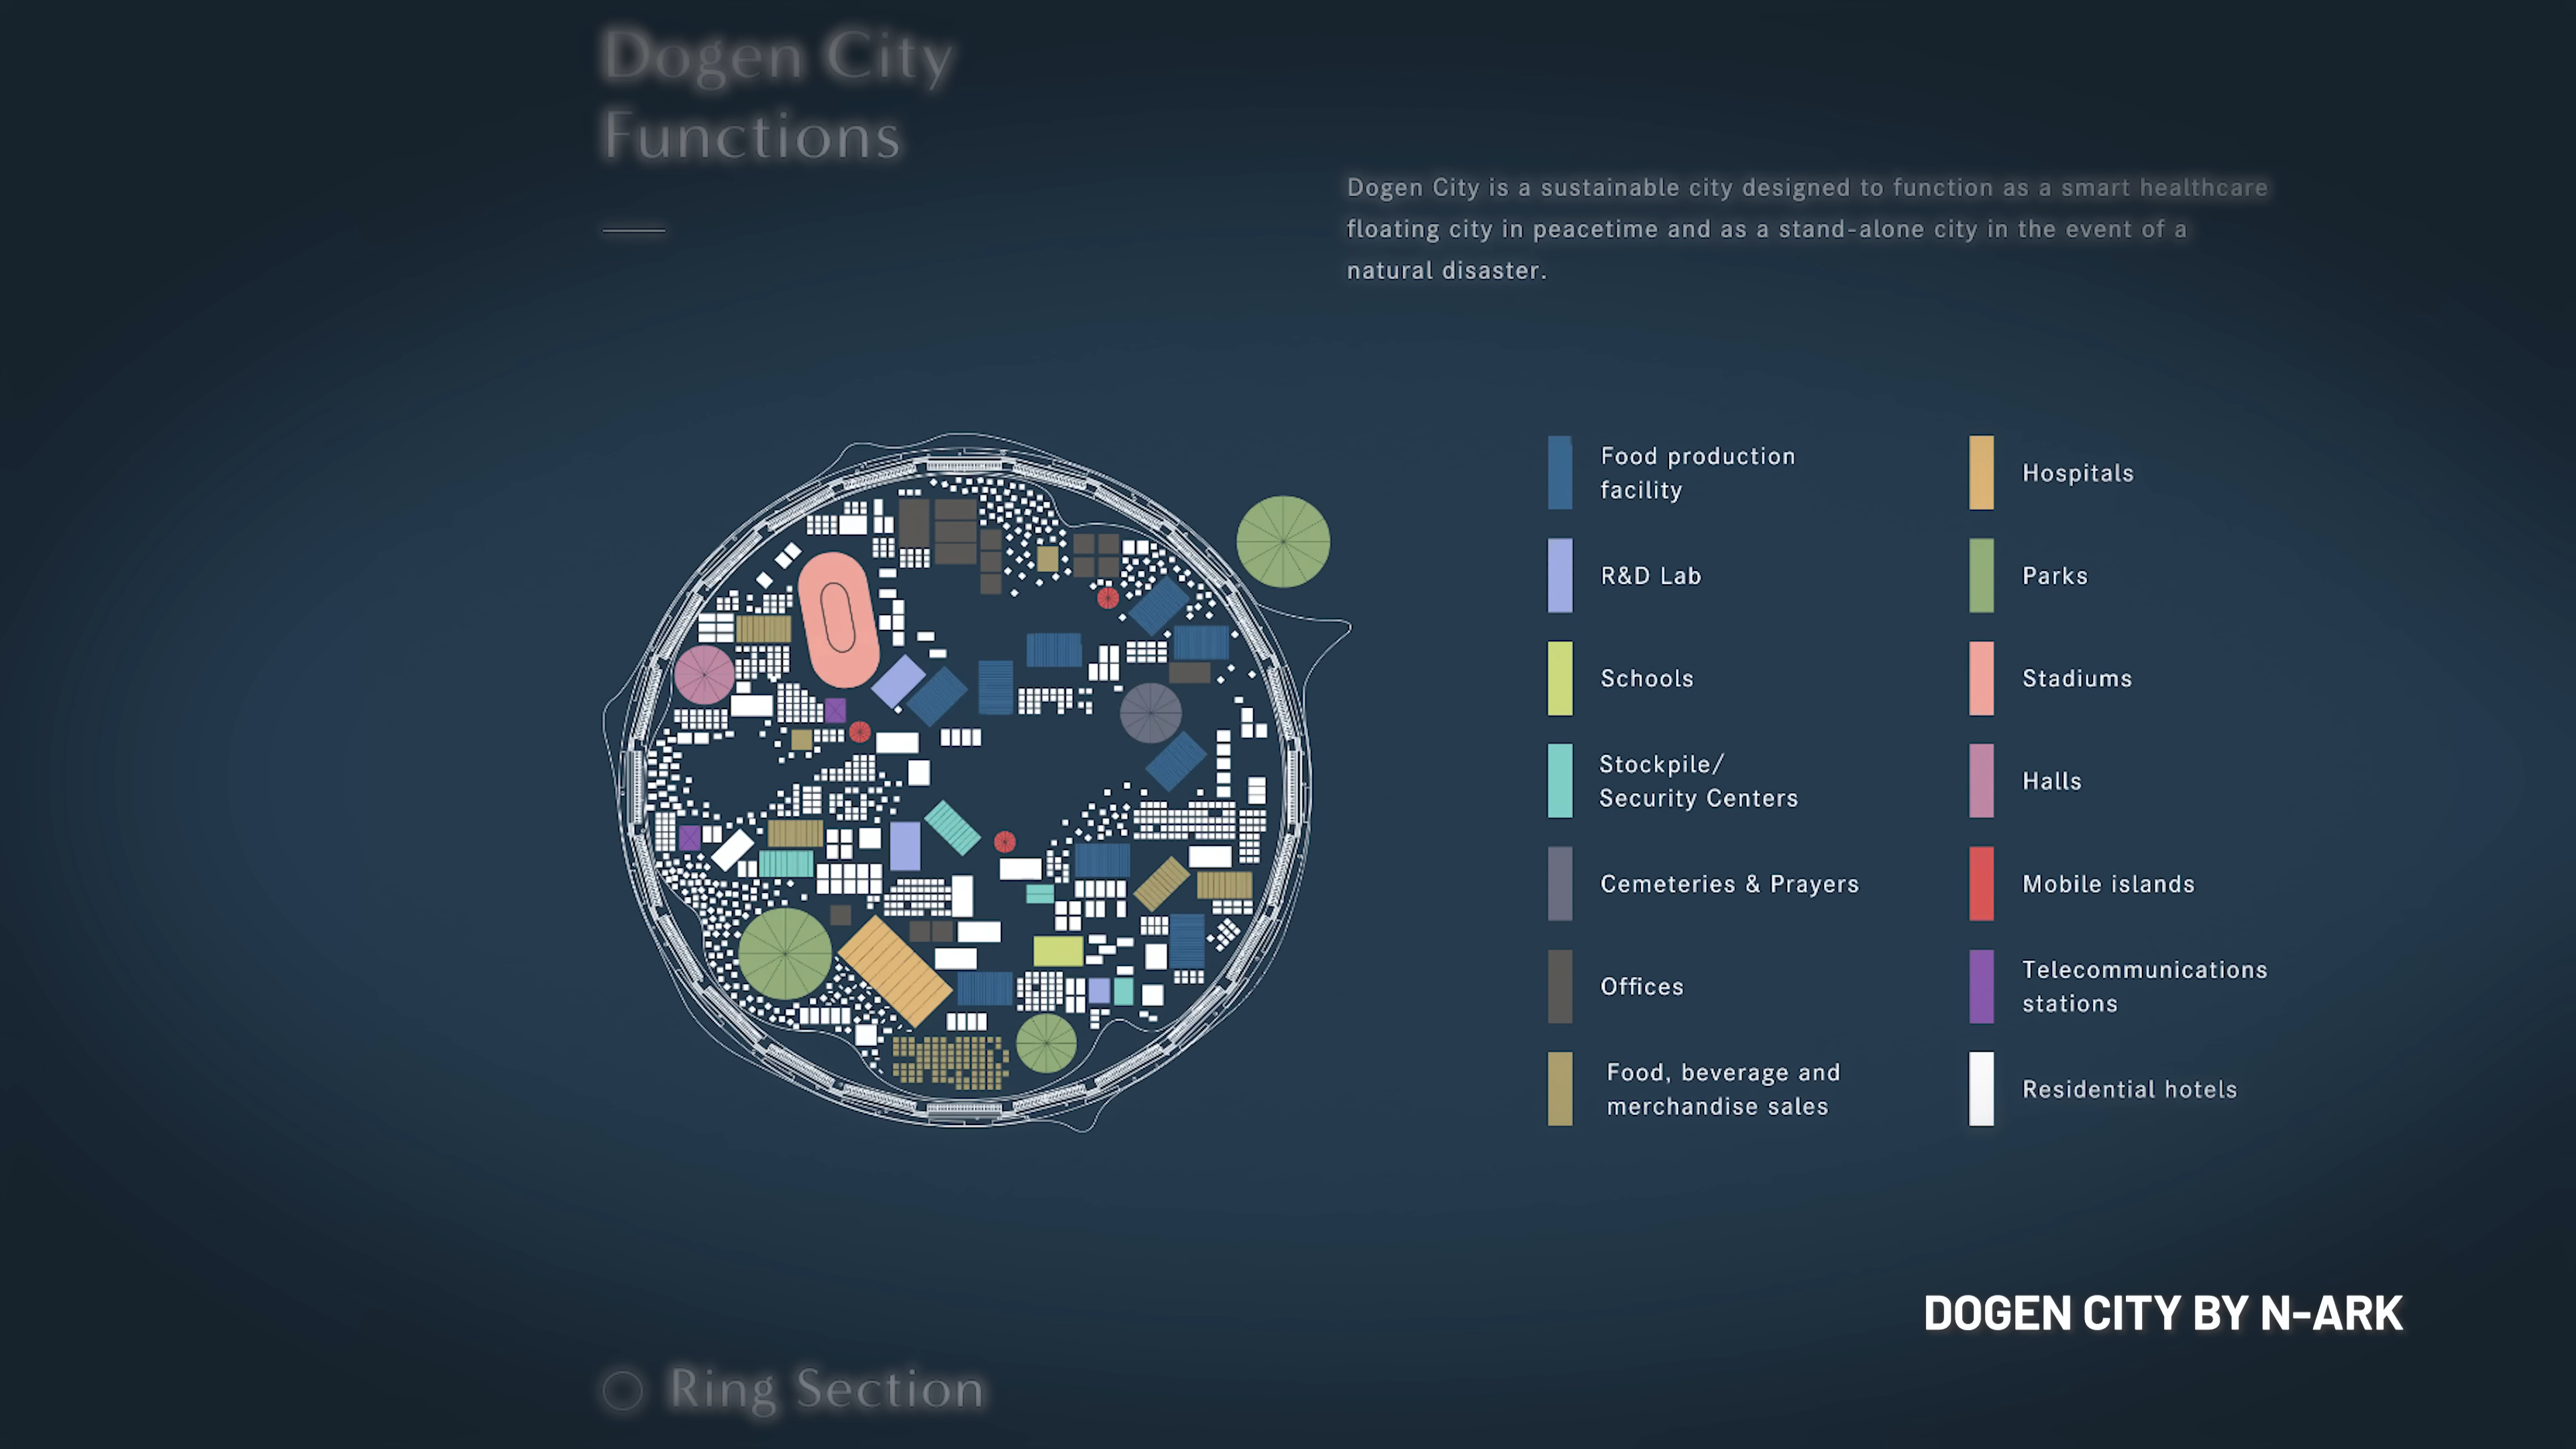 Dogen City
Functions
Dogen City is a sustainable city designed to function as a smart healthcare
floating city in peacetime and as a stand-alone city in the event of a
natural disaster.
Food production
facility
R&D Lab
Schools
Stockpile/
Security Centers
Cemeteries & Prayers
Offices
Food, beverage and
merchandise sales
Hospitals
Parks
Stadiums
Halls
Mobile islands
Telecommunications
stations
Residential hotels
DOGEN CITY BY N-ARK
Ring Section